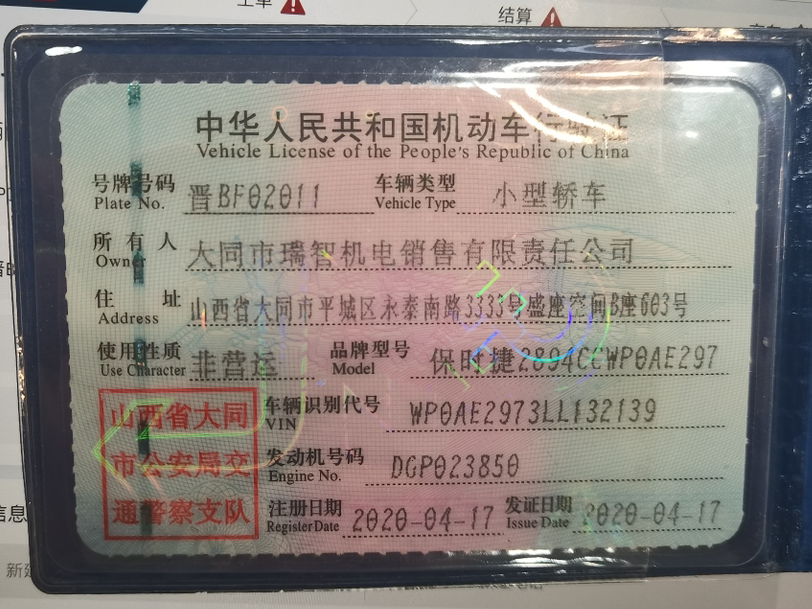 结算
中华人民共和国机动车行驶证
Vehicle License of the People's Republic of China
号牌号码 晋BF02011 车辆类型 小型轿车
Plate No. Vehicle Type
所有人 大同市瑞智机电销售有限责任公司
Owner
住址 山西省大同市平城区永泰南路3333号盛座空间B座603号
Address
使用性质 非营运 品牌型号 保时捷2894CCWP0AE297
Use Character Model
山西省大同
市公安局交
通警察支队
车辆识别代号 WP0AE2973LL132139
VIN
发动机号码 DGP023850
Engine No.
注册日期 2020-04-17 发证日期 2020-04-17
Register Date Issue Date
信息